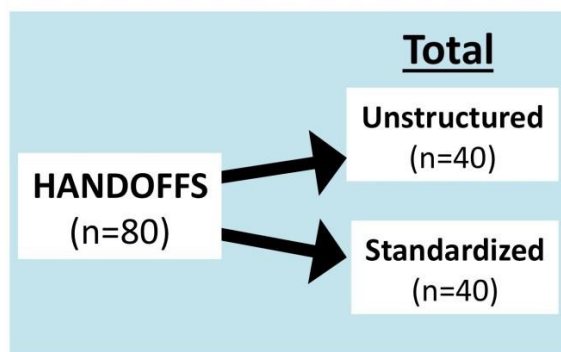 Total
Unstructured
(n=40)
HANDOFFS
(n=80)
Standardized
(n=40)